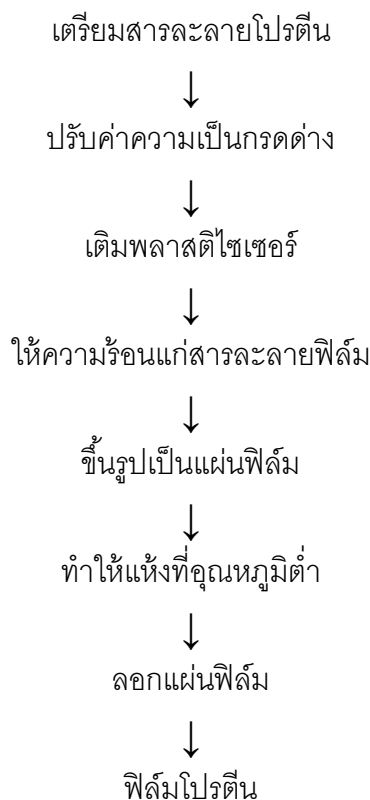 เตรียมสารละลายโปรตีน
↓
ปรับค่าความเป็นกรดด่าง
↓
เติมพลาสติไซเซอร์
↓
ให้ความร้อนแก่สารละลายฟิล์ม
↓
ขึ้นรูปเป็นแผ่นฟิล์ม
↓
ทำให้แห้งที่อุณหภูมิต่ำ
↓
ลอกแผ่นฟิล์ม
↓
ฟิล์มโปรตีน